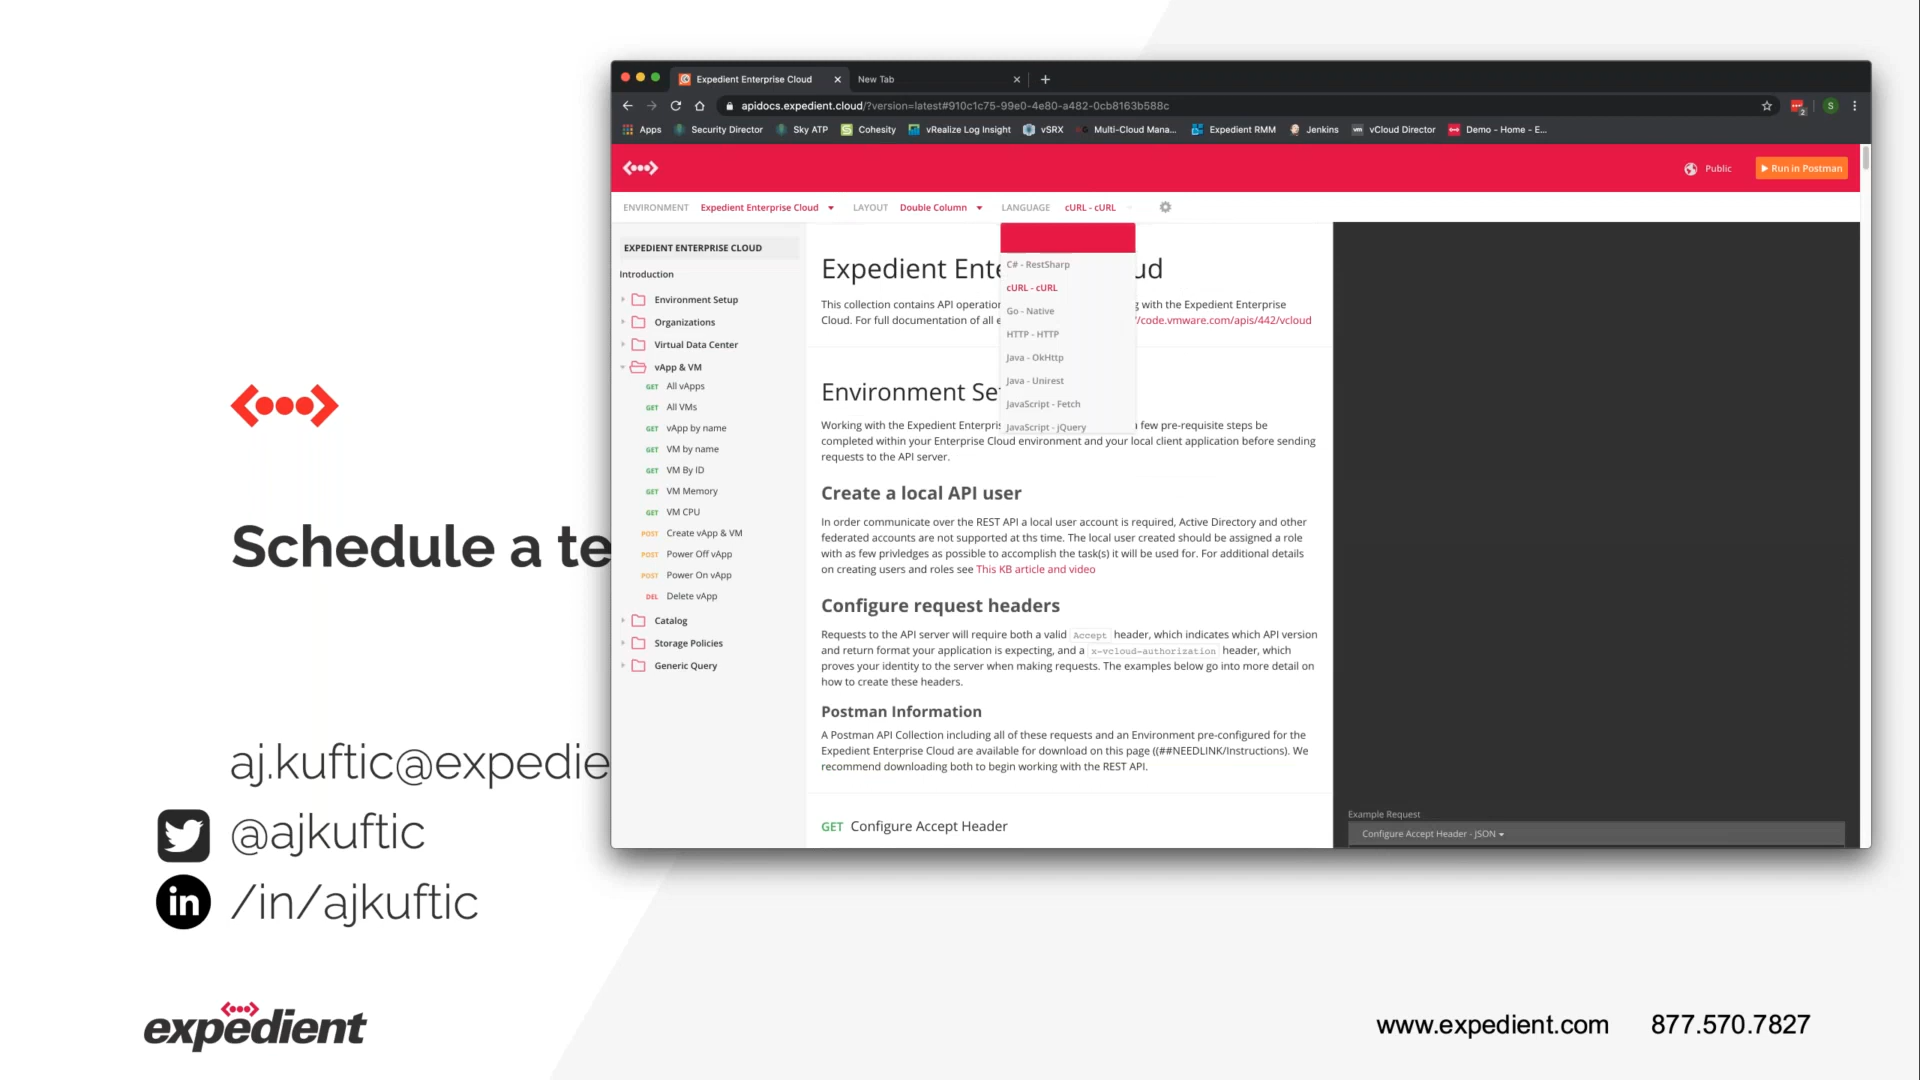 Expedient Enterprise Cloud
New Tab
apidocs.expedient.cloud/?version=latest#910c1c75-99e0-4e80-a482-0cb8163b588c
S
Apps Security Director Sky ATP Cohesity vRealize Log Insight vSRX Multi-Cloud Mana... Expedient RMM Jenkins vCloud Director Demo - Home - E...
Public
Run in Postman
ENVIRONMENT Expedient Enterprise Cloud LAYOUT Double Column LANGUAGE cURL - cURL
EXPEDIENT ENTERPRISE CLOUD
Introduction
Environment Setup
Organizations
Virtual Data Center
vApp & VM
GET All vApps
GET All VMs
GET vApp by name
GET VM by name
GET VM By ID
GET VM Memory
GET VM CPU
POST Create vApp & VM
POST Power Off vApp
POST Power On vApp
DEL Delete vApp
Catalog
Storage Policies
Generic Query
C# - RestSharp
cURL - cURL
Go - Native
HTTP - HTTP
Java - OkHttp
Java - Unirest
JavaScript - Fetch
JavaScript - jQuery
Expedient Ente ud
This collection contains API operation g with the Expedient Enterprise
Cloud. For full documentation of all e //code.vmware.com/apis/442/vcloud
Environment Se
Working with the Expedient Enterpris a few pre-requisite steps be
completed within your Enterprise Cloud environment and your local client application before sending
requests to the API server.
Create a local API user
In order communicate over the REST API a local user account is required, Active Directory and other
federated accounts are not supported at ths time. The local user created should be assigned a role
with as few privledges as possible to accomplish the task(s) it will be used for. For additional details
on creating users and roles see This KB article and video
Configure request headers
Requests to the API server will require both a valid Accept header, which indicates which API version
and return format your application is expecting, and a x-vcloud-authorization header, which
proves your identity to the server when making requests. The examples below go into more detail on
how to create these headers.
Postman Information
A Postman API Collection including all of these requests and an Environment pre-configured for the
Expedient Enterprise Cloud are available for download on this page ((##NEEDLINK/Instructions). We
recommend downloading both to begin working with the REST API.
GET Configure Accept Header
Example Request
Configure Accept Header - JSON
Schedule a te
aj.kuftic@expedie
@ajkuftic
in /in/ajkuftic
expedient
www.expedient.com 877.570.7827